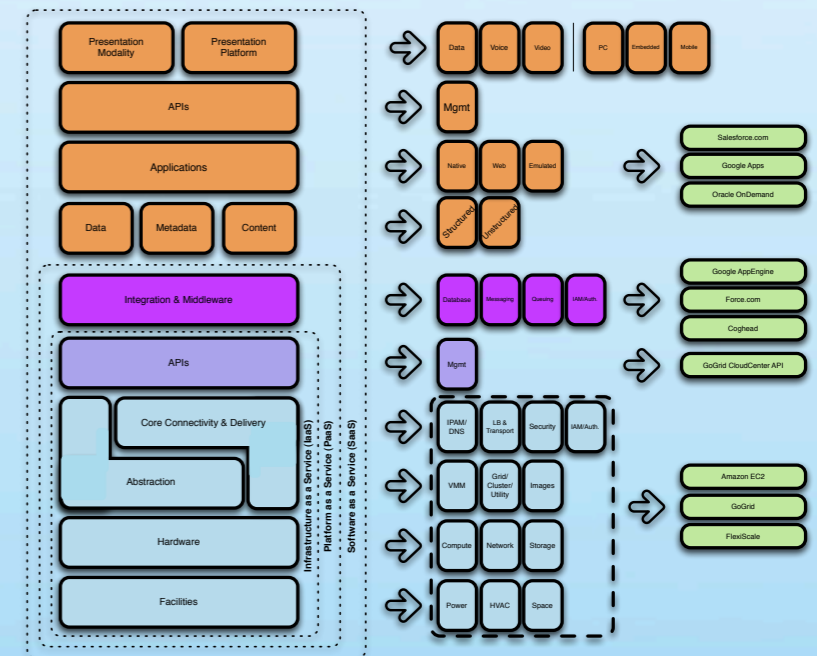 Presentation
Modality
Presentation
Platform
Data
Voice
Video
PC
Embedded
Mobile
APIs
Mgmt
Applications
Native
Web
Emulated
Salesforce.com
Google Apps
Oracle OnDemand
Data
Metadata
Content
Structured
Unstructured
Integration & Middleware
Database
Messaging
Queuing
IAM/Auth.
Google AppEngine
Force.com
Coghead
APIs
Mgmt
GoGrid CloudCenter API
Core Connectivity & Delivery
Abstraction
IPAM/
DNS
LB &
Transport
Security
IAM/Auth.
VMM
Grid/
Cluster/
Utility
Images
Amazon EC2
GoGrid
FlexiScale
Hardware
Compute
Network
Storage
Facilities
Power
HVAC
Space
Infrastructure as a Service (IaaS)
Platform as a Service (PaaS)
Software as a Service (SaaS)